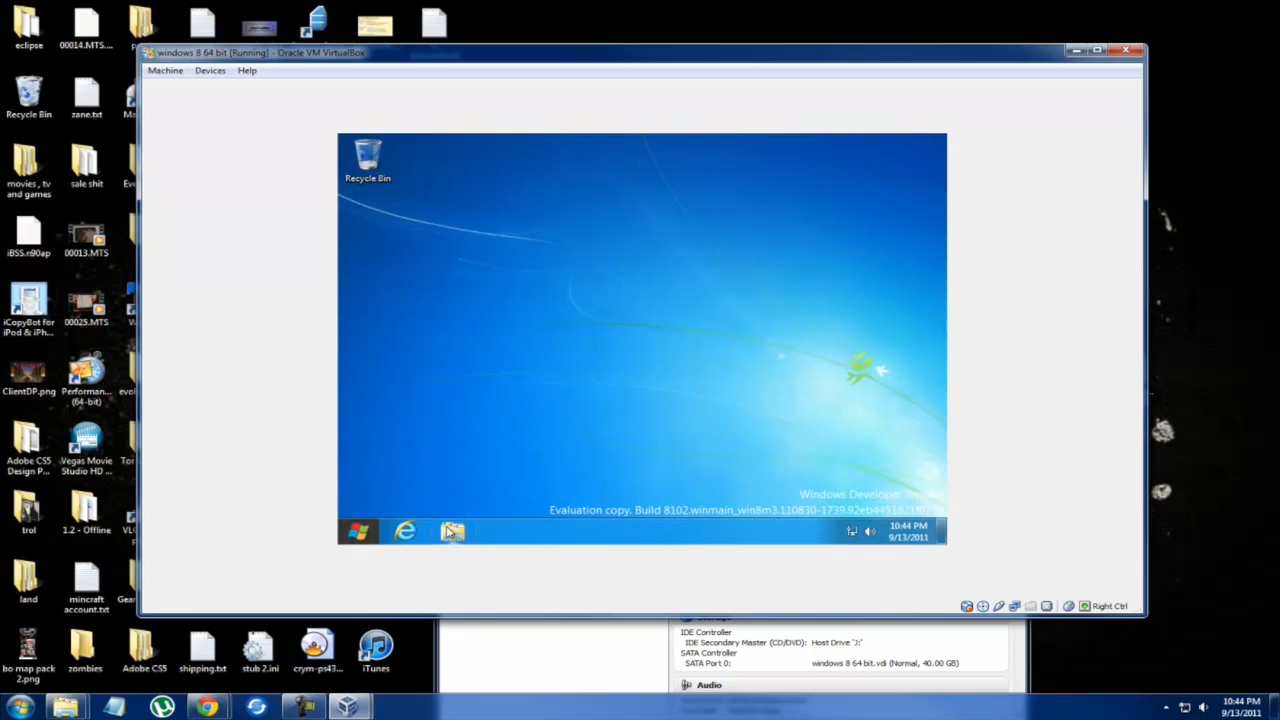 eclipse
00014.MTS...
windows 8 64 bit [Running] - Oracle VM VirtualBox
Machine Devices Help
Recycle Bin
zane.txt
Recycle Bin
movies , tv
and games
sale shit
iBSS.n90ap
00013.MTS
iCopyBot for
iPod & iPh...
00025.MTS
ClientDP.png
Performan...
(64-bit)
Adobe CS5
Design P...
Vegas Movie
Studio HD ...
Windows Developer
Evaluation copy. Build 8102.winmain_win8m3.110830-1739.
10:44 PM
9/13/2011
trol
1.2 - Offline
land
mincraft
account.txt
Right Ctrl
bo map pack
2.png
zombies
Adobe CS5
shipping.txt
stub 2.ini
crym-ps43...
iTunes
IDE Controller
IDE Secondary Master (CD/DVD): Host Drive 'J:'
SATA Controller
SATA Port 0: windows 8 64 bit.vdi (Normal, 40.00 GB)
Audio
10:44 PM
9/13/2011